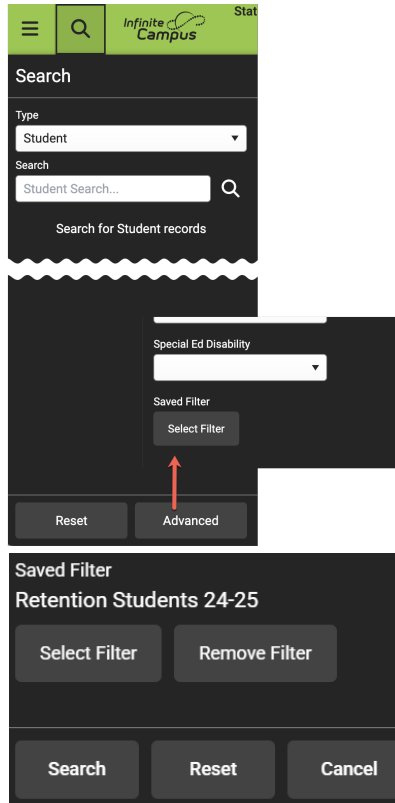 Stat
Infinite
Campus
Search
Type
Student
Search
Student Search...
Search for Student records
Special Ed Disability
Saved Filter
Select Filter
Reset
Advanced
Saved Filter
Retention Students 24-25
Select Filter
Remove Filter
Search
Reset
Cancel